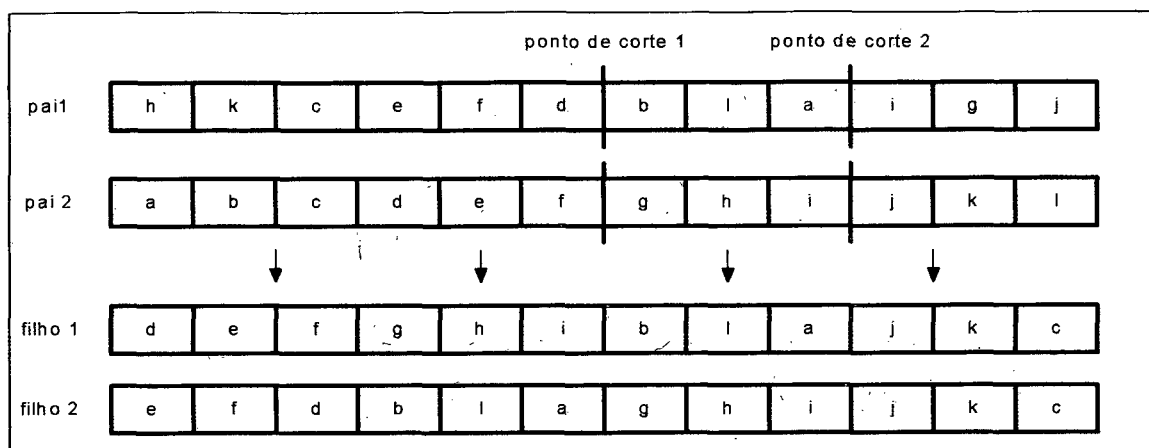 ponto de corte 1 ponto de corte 2
pai1 h k c e f d b l a i g j
pai 2 a b c d e f g h i j k l
filho 1 d e f g h i b l a j k c
filho 2 e f d b l a g h i j k c